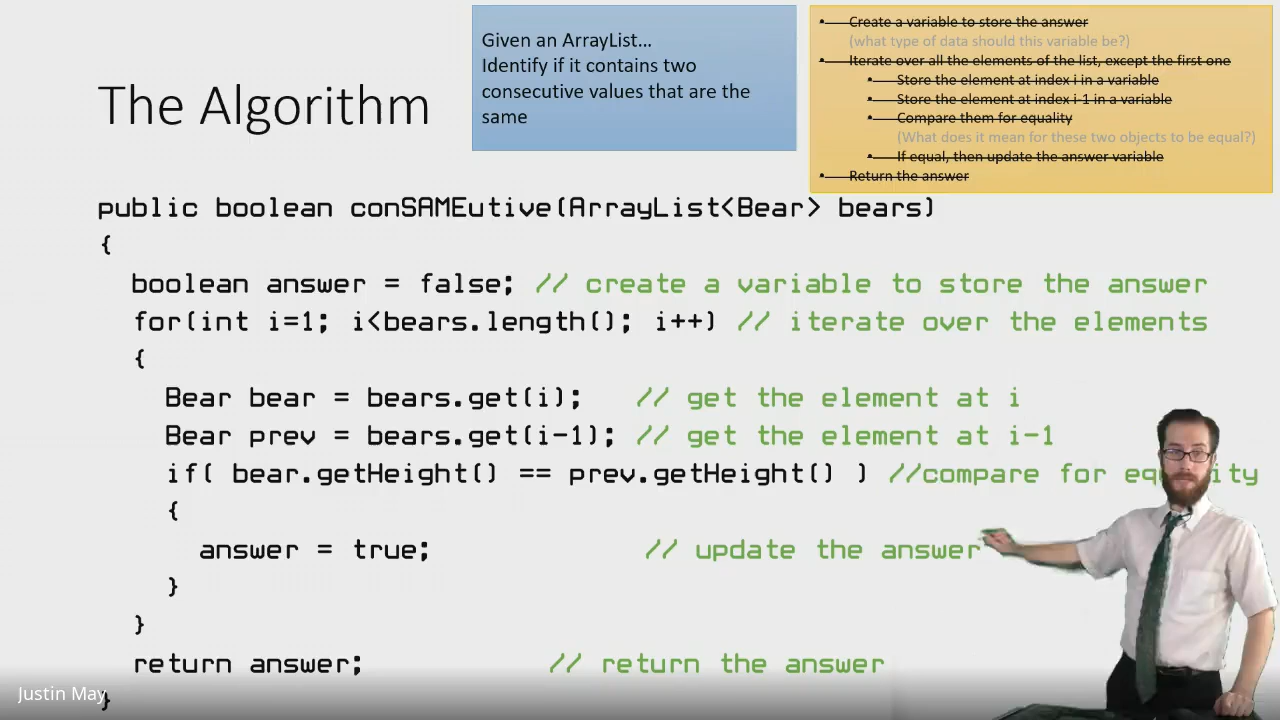 The Algorithm
Given an ArrayList...
Identify if it contains two
consecutive values that are the
same
• Create a variable to store the answer
(what type of data should this variable be?)
• Iterate over all the elements of the list, except the first one
• Store the element at index i in a variable
• Store the element at index i-1 in a variable
• Compare them for equality
(What does it mean for these two objects to be equal?)
• If equal, then update the answer variable
• Return the answer
public boolean conSAMEutive(ArrayList<Bear> bears)
{
boolean answer = false; // create a variable to store the answer
for(int i=1; i<bears.length(); i++) // iterate over the elements
{
Bear bear = bears.get(i); // get the element at i
Bear prev = bears.get(i-1); // get the element at i-1
if( bear.getHeight() == prev.getHeight() ) //compare for
{
answer = true; // update the answer
}
}
return answer; // return the answer
}
Justin May